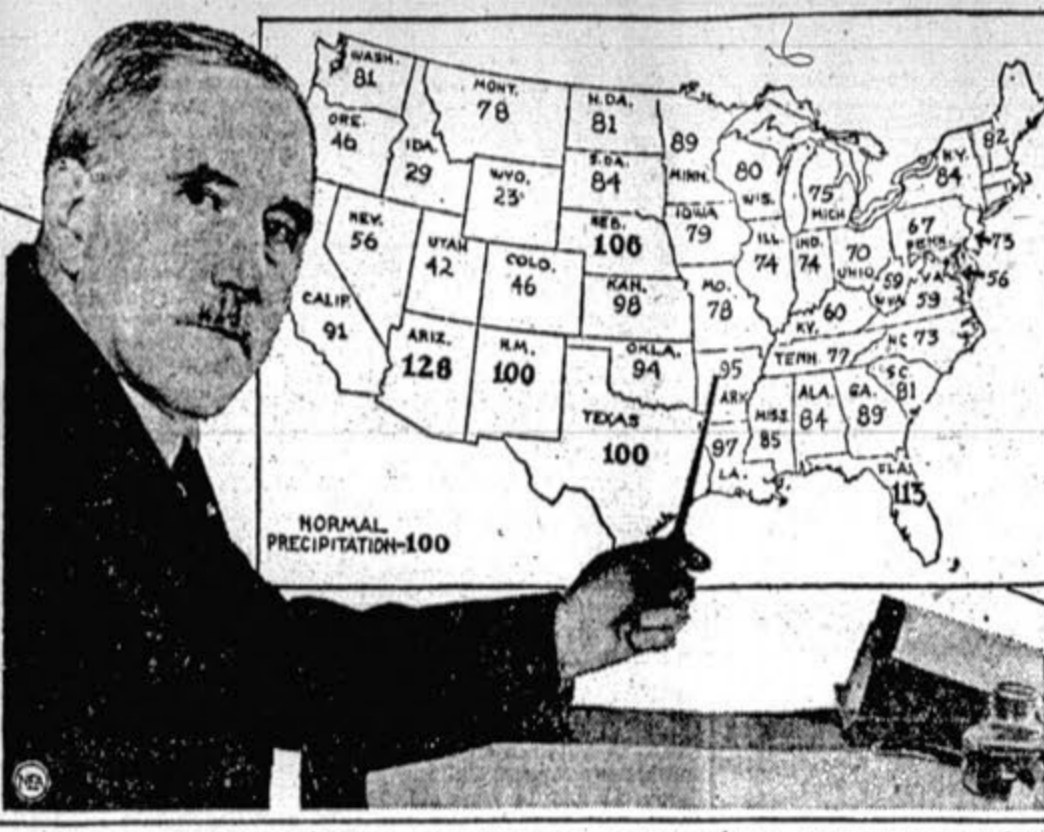 WASH.
81
ORE.
46
IDA.
29
MONT.
78
WYO.
23
NEV.
56
UTAH
42
COLO.
46
CALIF.
91
ARIZ.
128
N.M.
100
N.DA.
81
S.DA.
84
NEB.
106
KAN.
98
OKLA.
94
TEXAS
100
89
MINN.
IOWA
79
MO.
78
95
ARK
97
LA.
80
WIS.
75
MICH
ILL.
74
IND.
74
70
OHIO
60
KY.
TENN. 77
MISS
85
ALA.
84
GA.
89
FLA.
113
SC
81
NC 73
VA
59
59
W.VA
67
PENN.
N.Y.
84
82
73
56
NORMAL
PRECIPITATION-100
NEA